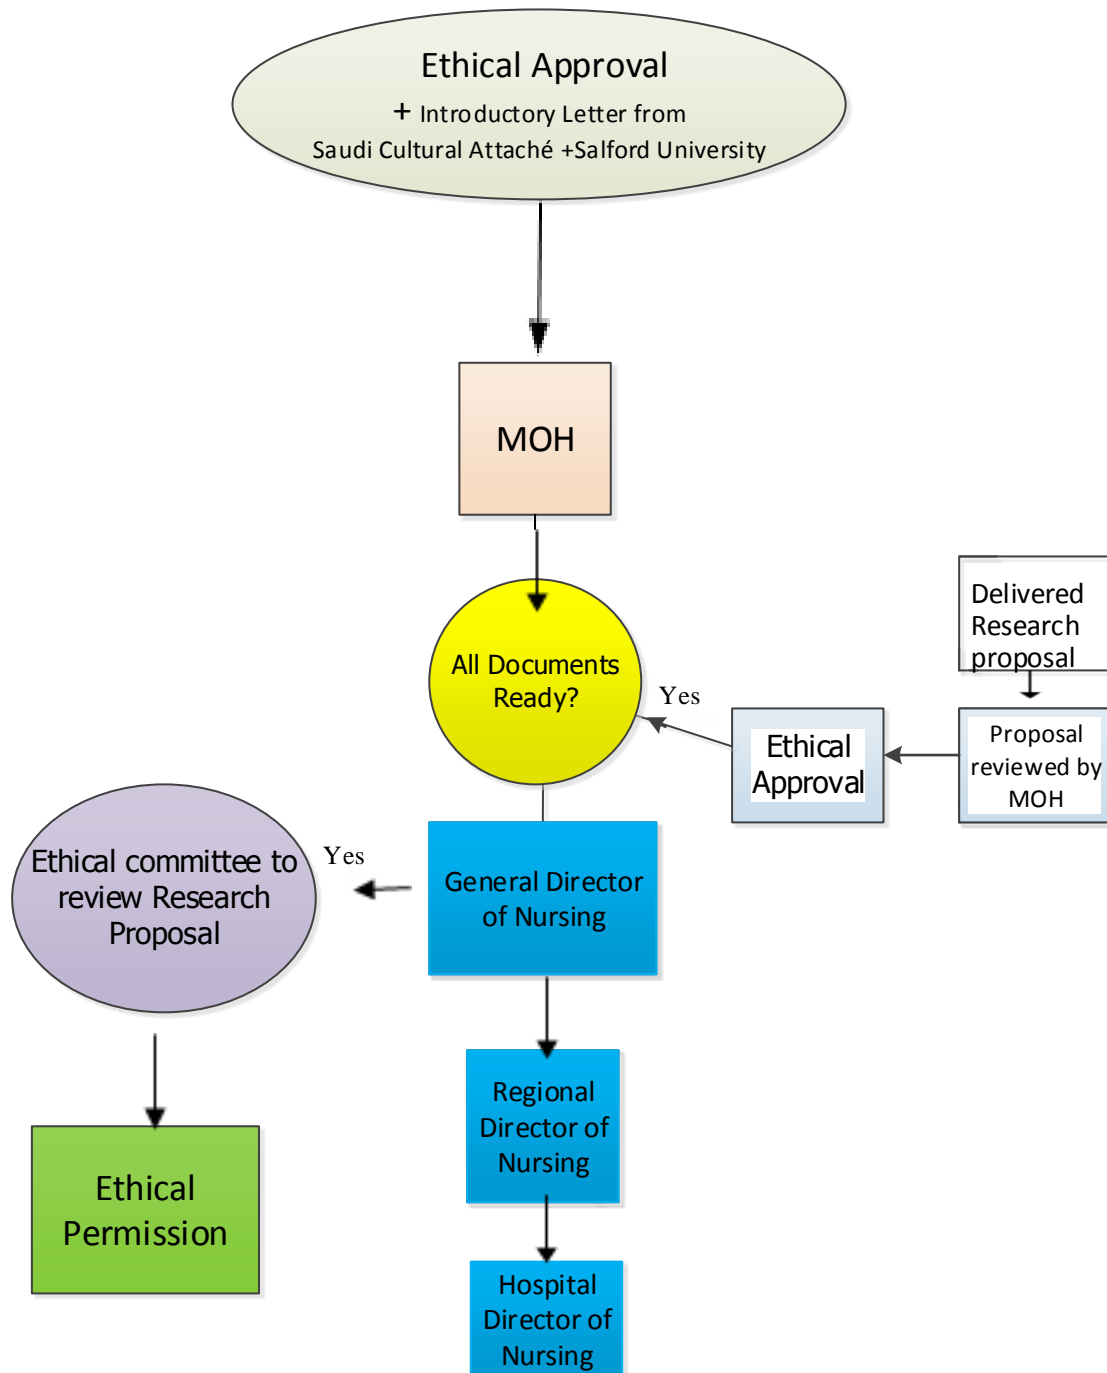 Ethical Approval
+ Introductory Letter from
Saudi Cultural Attaché +Salford University
MOH
All Documents
Ready?
Yes
Delivered
Research
proposal
Proposal
reviewed by
MOH
Ethical
Approval
General Director
of Nursing
Yes
Ethical committee to
review Research
Proposal
Ethical
Permission
Regional
Director of
Nursing
Hospital
Director of
Nursing